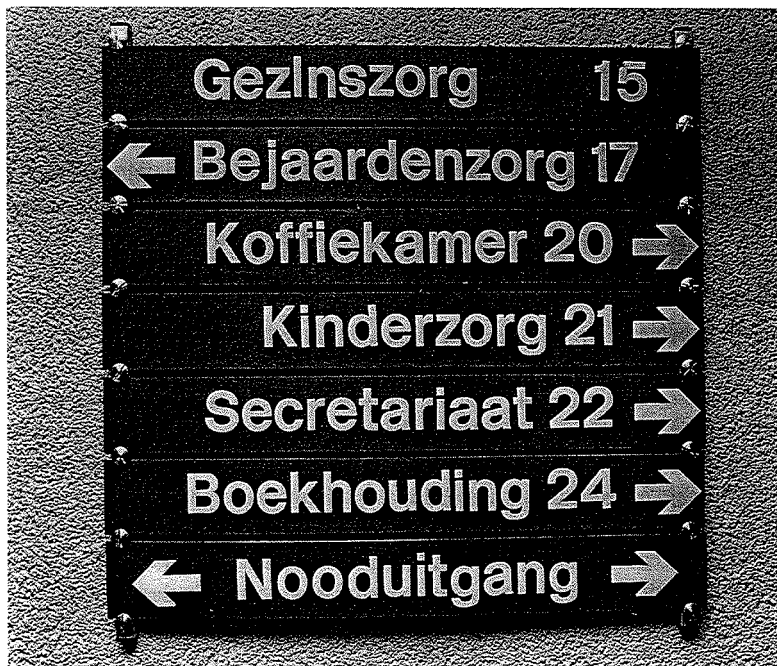 Gezinszorg 15
← Bejaardenzorg 17
Koffiekamer 20 →
Kinderzorg 21 →
Secretariaat 22 →
Boekhouding 24 →
← Nooduitgang →